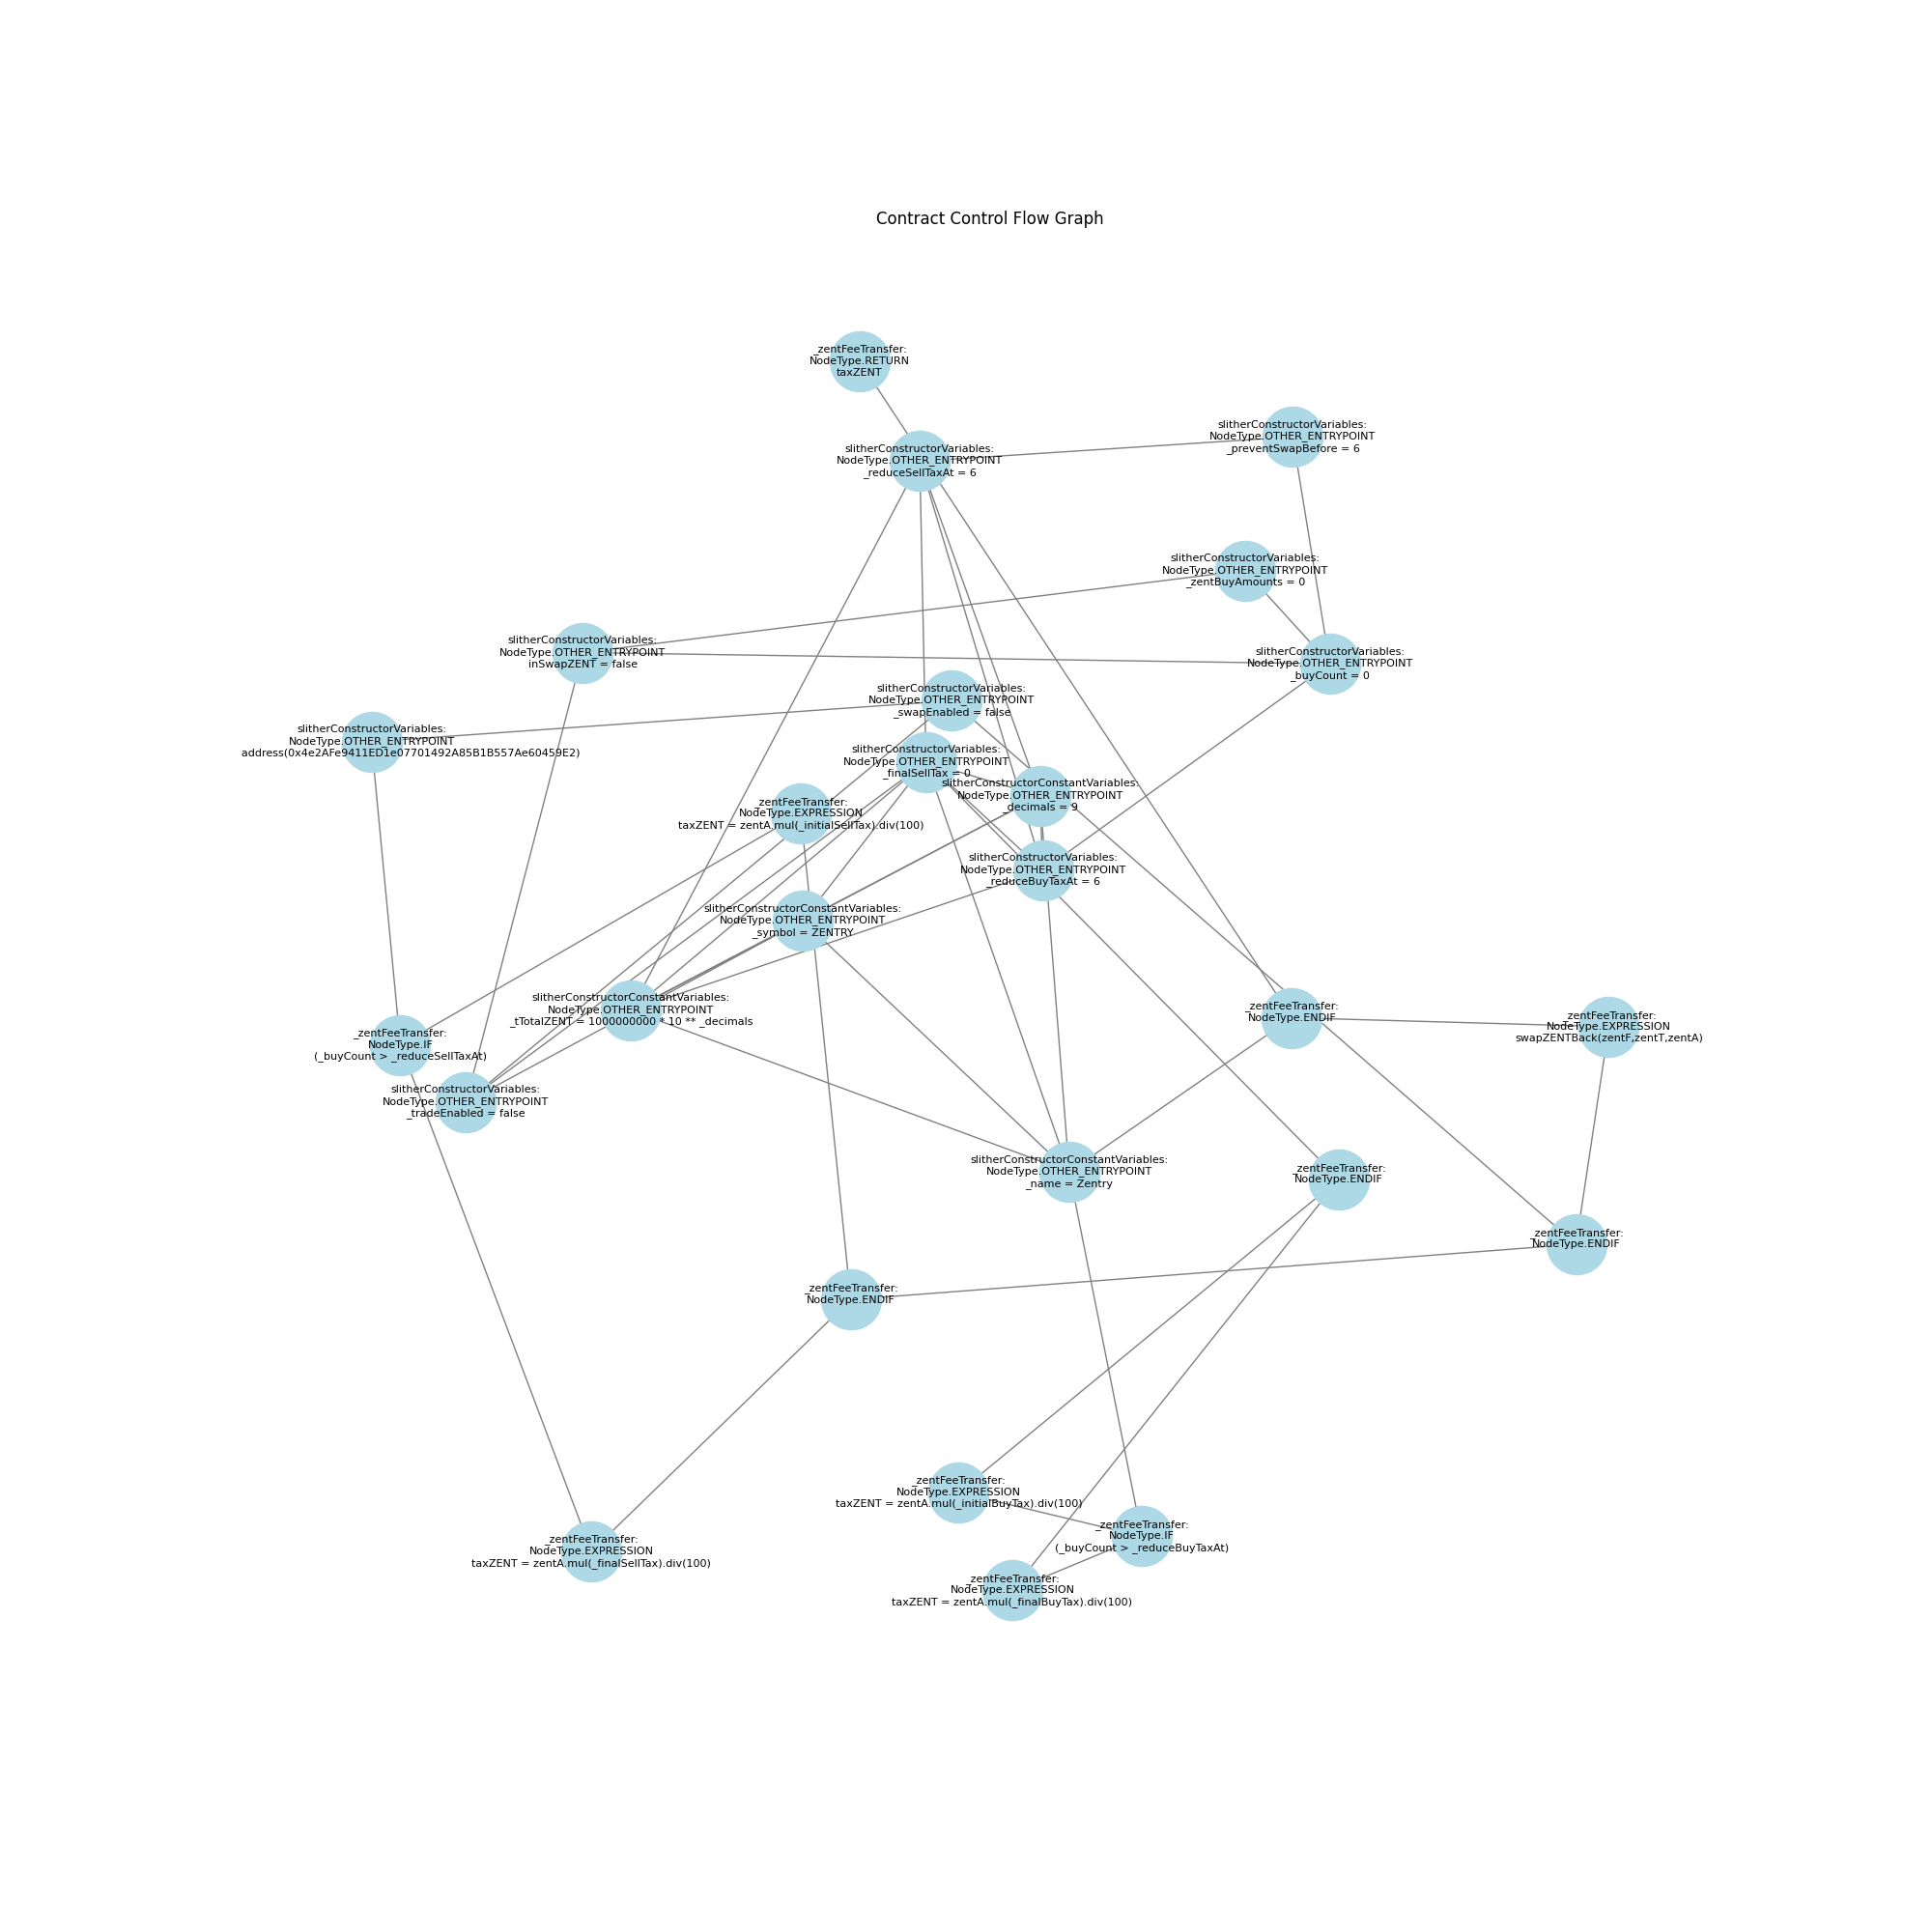 Contract Control Flow Graph
_zentFeeTransfer:
NodeType.RETURN
taxZENT
slitherConstructorVariables:
NodeType.OTHER_ENTRYPOINT
_preventSwapBefore = 6
slitherConstructorVariables:
NodeType.OTHER_ENTRYPOINT
_reduceSellTaxAt = 6
slitherConstructorVariables:
NodeType.OTHER_ENTRYPOINT
_zentBuyAmounts = 0
slitherConstructorVariables:
NodeType.OTHER_ENTRYPOINT
inSwapZENT = false
slitherConstructorVariables:
NodeType.OTHER_ENTRYPOINT
_buyCount = 0
slitherConstructorVariables:
NodeType.OTHER_ENTRYPOINT
_swapEnabled = false
slitherConstructorVariables:
NodeType.OTHER_ENTRYPOINT
address(0x4e2AFe9411ED1e07701492A85B1B557Ae60459E2)
slitherConstructorVariables:
NodeType.OTHER_ENTRYPOINT
_finalSellTax = 0
slitherConstructorConstantVariables:
NodeType.OTHER_ENTRYPOINT
_decimals = 9
_zentFeeTransfer:
NodeType.EXPRESSION
taxZENT = zentA.mul(_initialSellTax).div(100)
slitherConstructorVariables:
NodeType.OTHER_ENTRYPOINT
_reduceBuyTaxAt = 6
slitherConstructorConstantVariables:
NodeType.OTHER_ENTRYPOINT
_symbol = ZENTRY
slitherConstructorConstantVariables:
NodeType.OTHER_ENTRYPOINT
_tTotalZENT = 1000000000 * 10 ** _decimals
_zentFeeTransfer:
NodeType.ENDIF
_zentFeeTransfer:
NodeType.EXPRESSION
swapZENTBack(zentF,zentT,zentA)
_zentFeeTransfer:
NodeType.IF
(_buyCount > _reduceSellTaxAt)
slitherConstructorVariables:
NodeType.OTHER_ENTRYPOINT
_tradeEnabled = false
slitherConstructorConstantVariables:
NodeType.OTHER_ENTRYPOINT
_name = Zentry
_zentFeeTransfer:
NodeType.ENDIF
_zentFeeTransfer:
NodeType.ENDIF
_zentFeeTransfer:
NodeType.ENDIF
_zentFeeTransfer:
NodeType.EXPRESSION
taxZENT = zentA.mul(_initialBuyTax).div(100)
_zentFeeTransfer:
NodeType.IF
(_buyCount > _reduceBuyTaxAt)
_zentFeeTransfer:
NodeType.EXPRESSION
taxZENT = zentA.mul(_finalSellTax).div(100)
_zentFeeTransfer:
NodeType.EXPRESSION
taxZENT = zentA.mul(_finalBuyTax).div(100)